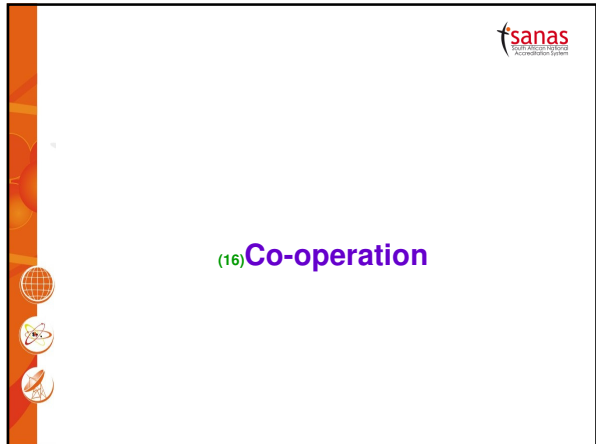 sanas
South African National
Accreditation System
(16)Co-operation